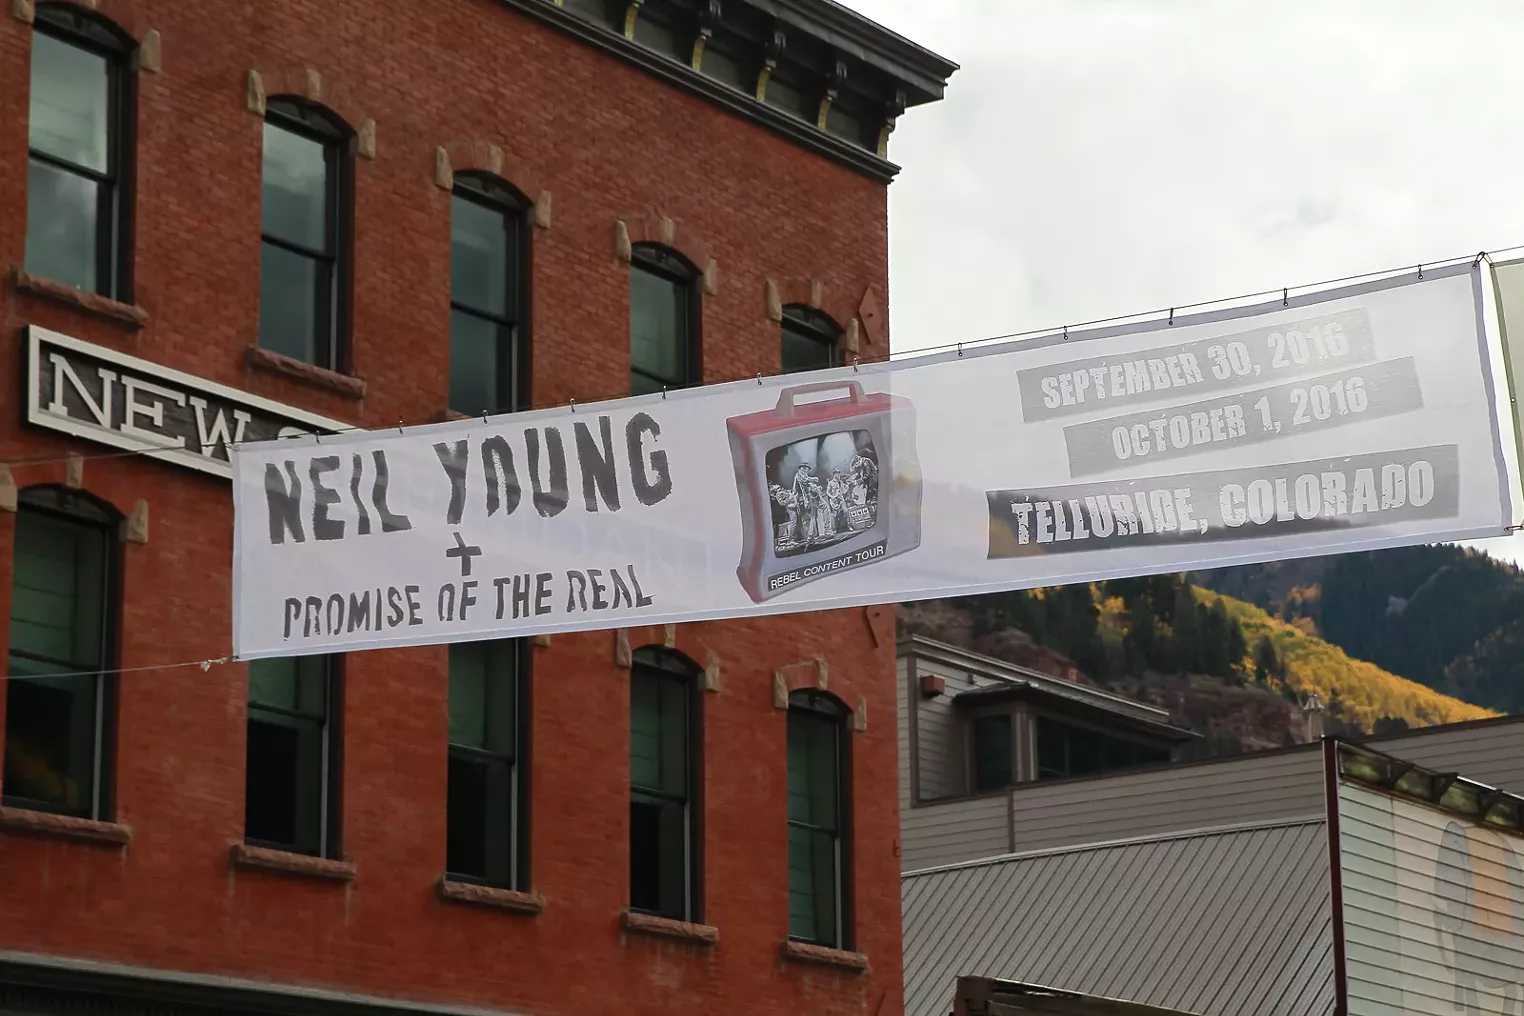 NEW
NEIL YOUNG
+
PROMISE OF THE REAL
REBEL CONTENT TOUR
SEPTEMBER 30, 2016
OCTOBER 1, 2016
TELLURIDE, COLORADO